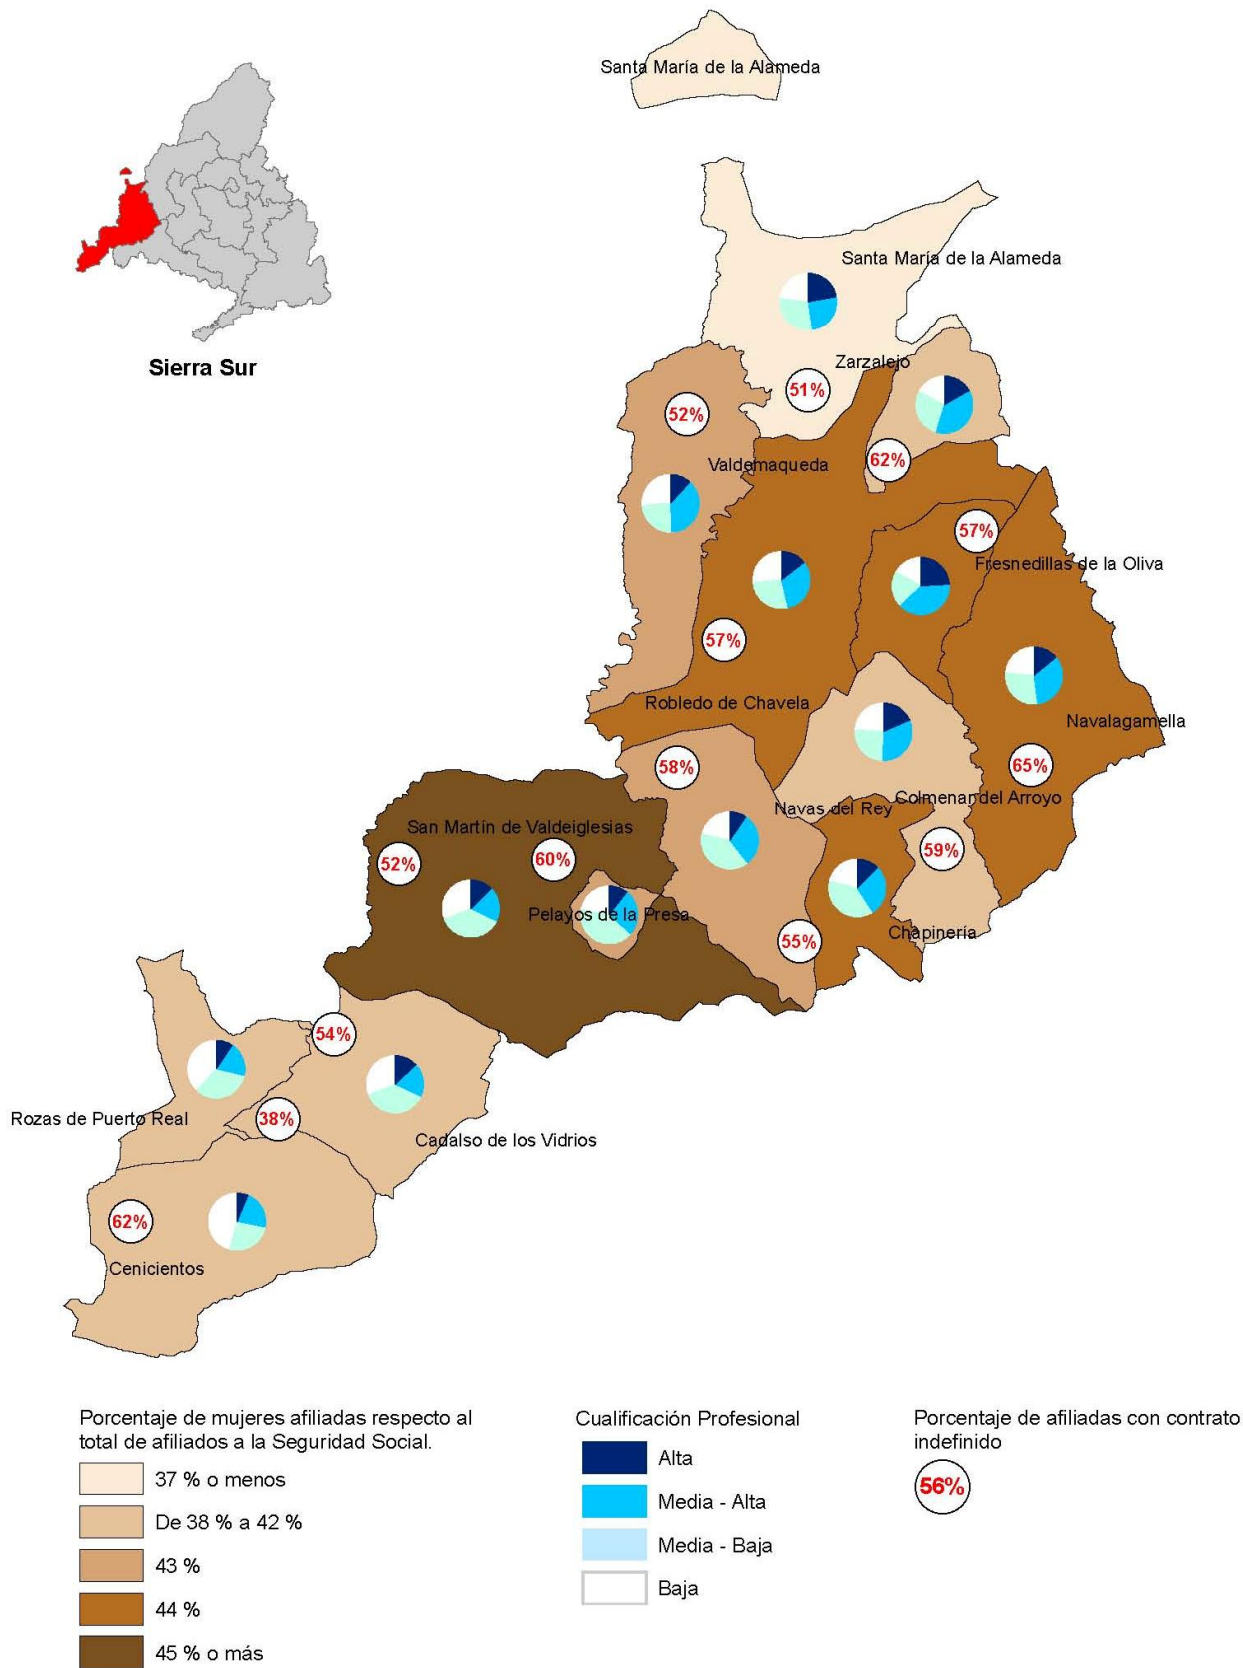 Santa María de la Alameda
Sierra Sur
Santa María de la Alameda
Zarzalejo
51%
52%
Valdemaqueda
62%
57%
Fresnedillas de la Oliva
57%
Robledo de Chavela
Navalagamella
65%
58%
Navas del Rey
Colmenar del Arroyo
San Martín de Valdeiglesias
52%
60%
59%
Pelayos de la Presa
Chapinería
55%
54%
Rozas de Puerto Real
38%
Cadalso de los Vidrios
62%
Cenicientos
Porcentaje de mujeres afiliadas respecto al
total de afiliados a la Seguridad Social.
37 % o menos
De 38 % a 42 %
43 %
44 %
45 % o más
Cualificación Profesional
Alta
Media - Alta
Media - Baja
Baja
Porcentaje de afiliadas con contrato
indefinido
56%